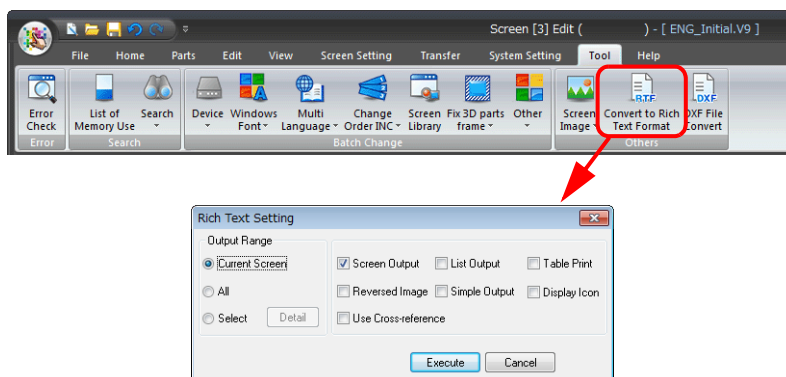 Screen [3] Edit ( ) - [ ENG_Initial.V9 ]
File Home Parts Edit View Screen Setting Transfer System Setting Tool Help
RTF DXF
Error Check
List of Memory Use
Search
Device
Windows Font
Multi Language
Change Order INC
Screen Library
Fix 3D parts frame
Other
Screen Image
Convert to Rich Text Format
DXF File Convert
Error Search Batch Change Others
Rich Text Setting
Output Range
Current Screen
Screen Output List Output Table Print
All
Reversed Image Simple Output Display Icon
Select Detail
Use Cross-reference
Execute Cancel